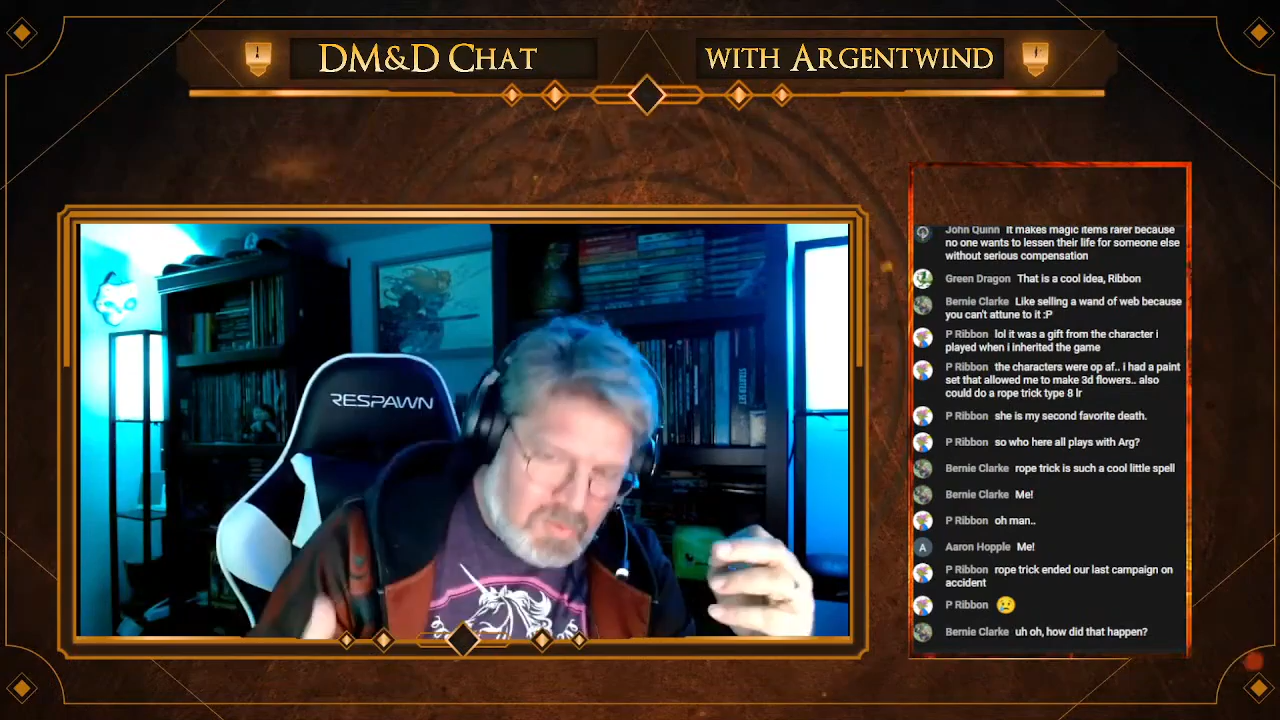 DM&D CHAT
WITH ARGENTWIND
RESPAWN
STARTER SET
John Quinn It makes magic items rarer because
no one wants to lessen their life for someone else
without serious compensation
Green Dragon That is a cool idea, Ribbon
Bernie Clarke Like selling a wand of web because
you can't attune to it :P
P Ribbon lol it was a gift from the character i
played when i inherited the game
P Ribbon the characters were op af.. i had a paint
set that allowed me to make 3d flowers.. also
could do a rope trick type 8 lr
P Ribbon she is my second favorite death.
P Ribbon so who here all plays with Arg?
Bernie Clarke rope trick is such a cool little spell
Bernie Clarke Me!
P Ribbon oh man..
A Aaron Hopple Me!
P Ribbon rope trick ended our last campaign on
accident
P Ribbon 😢
Bernie Clarke uh oh, how did that happen?